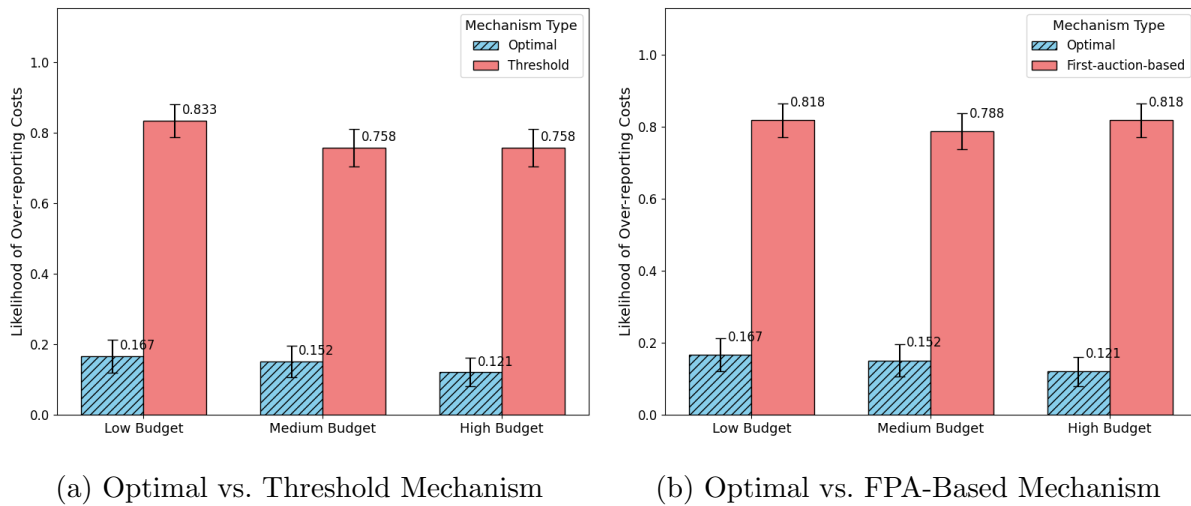 Likelihood of Over-reporting Costs
1.0
0.8
0.6
0.4
0.2
0.0
Mechanism Type
Optimal
Threshold
0.833
0.758
0.758
0.167
0.152
0.121
Low Budget
Medium Budget
High Budget
(a) Optimal vs. Threshold Mechanism
Likelihood of Over-reporting Costs
1.0
0.8
0.6
0.4
0.2
0.0
Mechanism Type
Optimal
First-auction-based
0.818
0.788
0.818
0.167
0.152
0.121
Low Budget
Medium Budget
High Budget
(b) Optimal vs. FPA-Based Mechanism